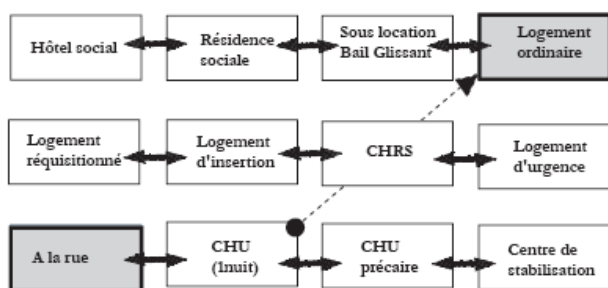 Hôtel social
Résidence
sociale
Sous location
Bail Glissant
Logement
ordinaire
Logement
réquisitionné
Logement
d'insertion
CHRS
Logement
d'urgence
A la rue
CHU
(1nuit)
CHU
précaire
Centre de
stabilisation